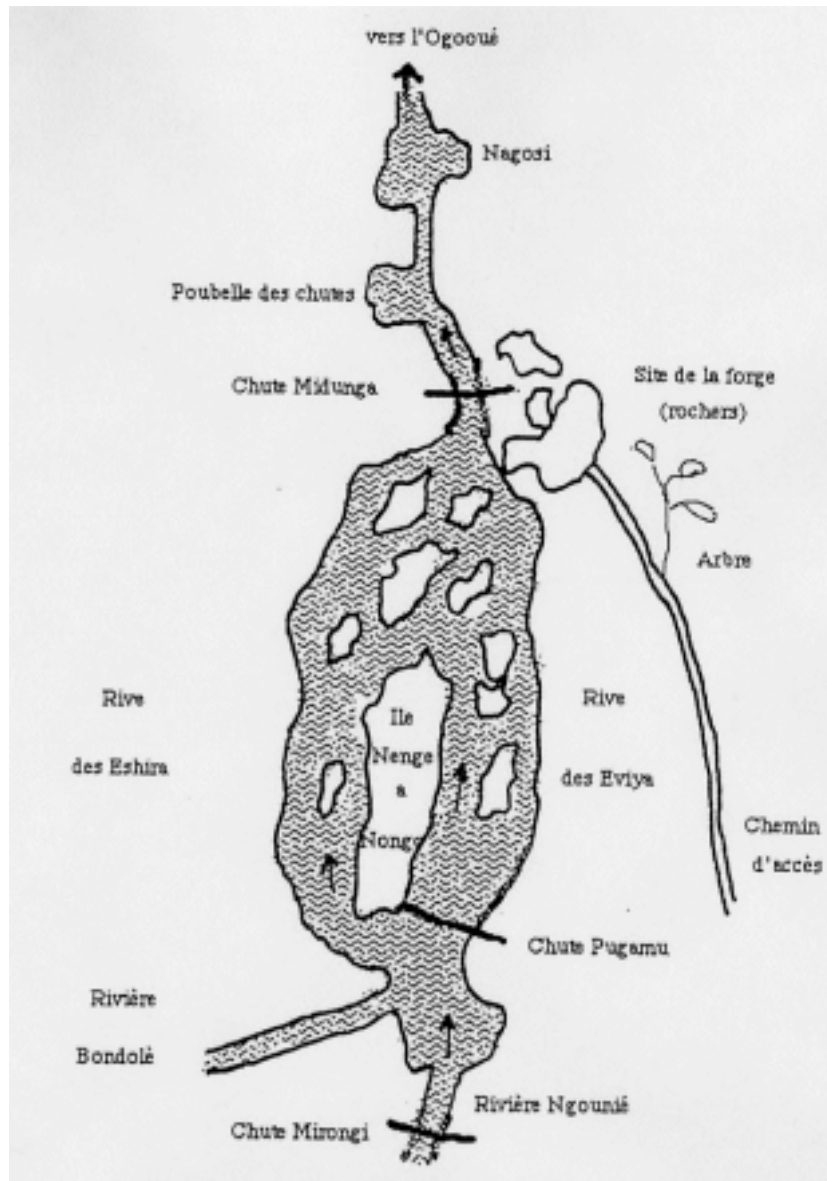 vers l'Ogooué
Nagosi
Poubelle des chutes
Chute Midunga
Site de la forge
(rochers)
Arbre
Rive
des Eshira
Ile
Nenge
a
Nongo
Rive
des Eviya
Chemin
d'accès
Chute Pugamu
Rivière
Bondolè
Rivière Ngounié
Chute Mirongi